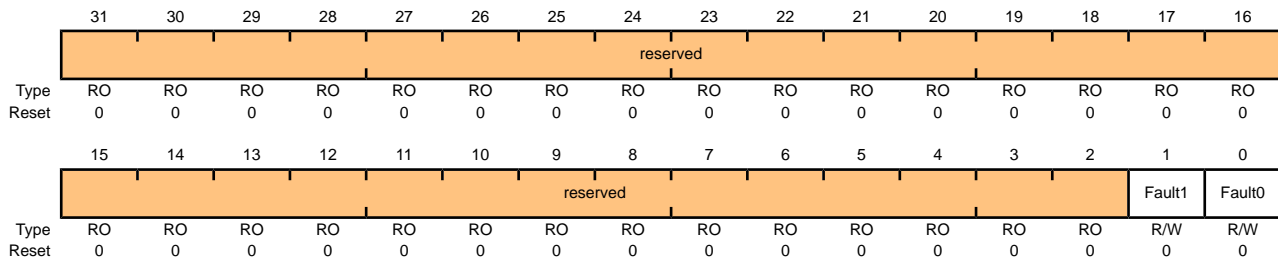 31 30 29 28 27 26 25 24 23 22 21 20 19 18 17 16
reserved
Type RO RO RO RO RO RO RO RO RO RO RO RO RO RO RO RO
Reset 0 0 0 0 0 0 0 0 0 0 0 0 0 0 0 0
15 14 13 12 11 10 9 8 7 6 5 4 3 2 1 0
reserved Fault1 Fault0
Type RO RO RO RO RO RO RO RO RO RO RO RO RO RO R/W R/W
Reset 0 0 0 0 0 0 0 0 0 0 0 0 0 0 0 0